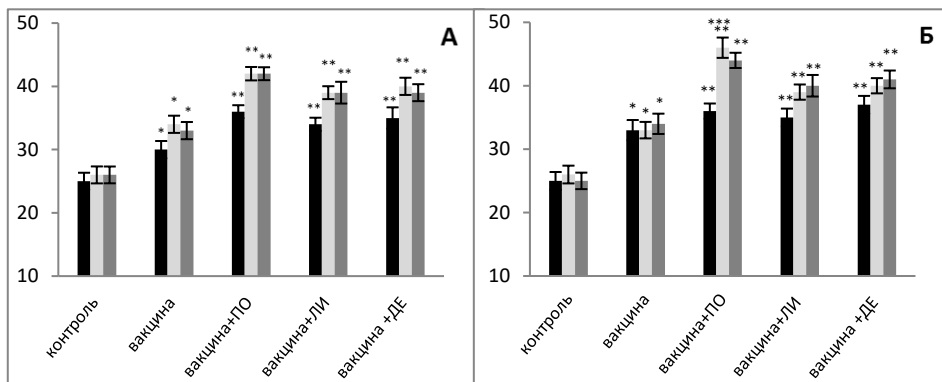 А
50
40
30
20
10
** ** **
** **
** ** **
* * *
контроль
вакцина
вакцина+ПО
вакцина+ЛИ
вакцина +ДЕ
Б
50
40
30
20
10
***
** ** **
** ** **
** ** **
* * *
контроль
вакцина
вакцина+ПО
вакцина+ЛИ
вакцина +ДЕ